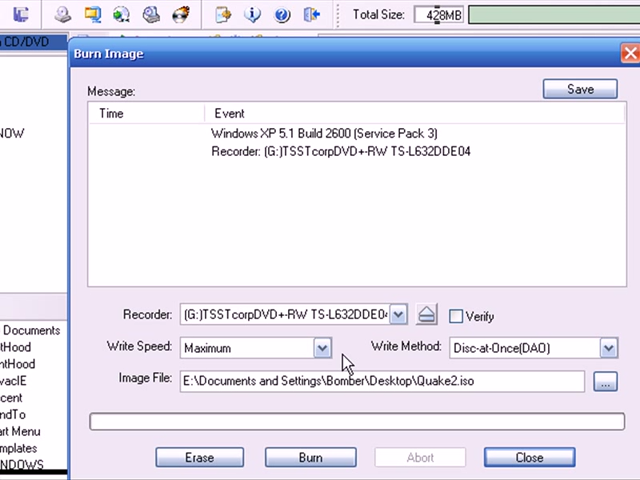 Total Size: 428MB
CD/DVD
Burn Image
Message:
Save
Time Event
NOW
Windows XP 5.1 Build 2600 (Service Pack 3)
Recorder: (G:)TSSTcorpDVD+-RW TS-L632DDE04
Recorder: (G:)TSSTcorpDVD+-RW TS-L632DDE04 Verify
Documents
tHood
Write Speed: Maximum Write Method: Disc-at-Once(DAO)
ntHood
vacIE
Image File: E:\Documents and Settings\Bomber\Desktop\Quake2.iso ...
cent
ndTo
art Menu
mplates
NDOWS
Erase Burn Abort Close